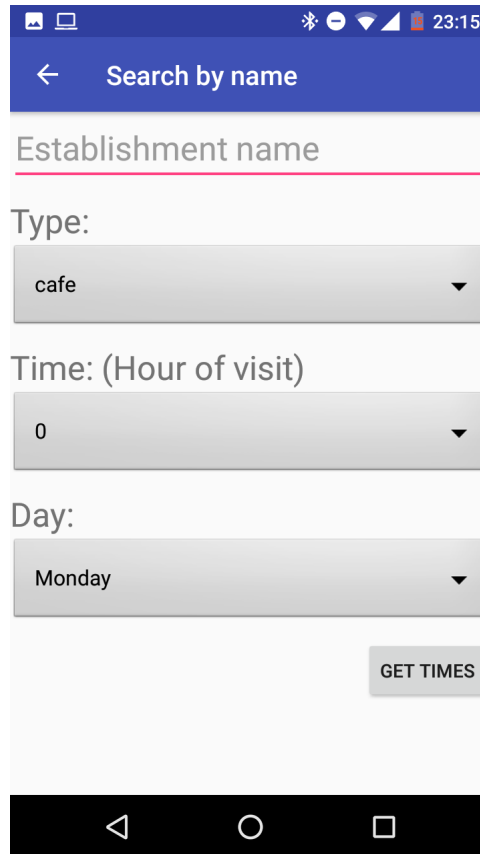 23:15
Search by name
Establishment name
Type:
cafe
Time: (Hour of visit)
0
Day:
Monday
GET TIMES